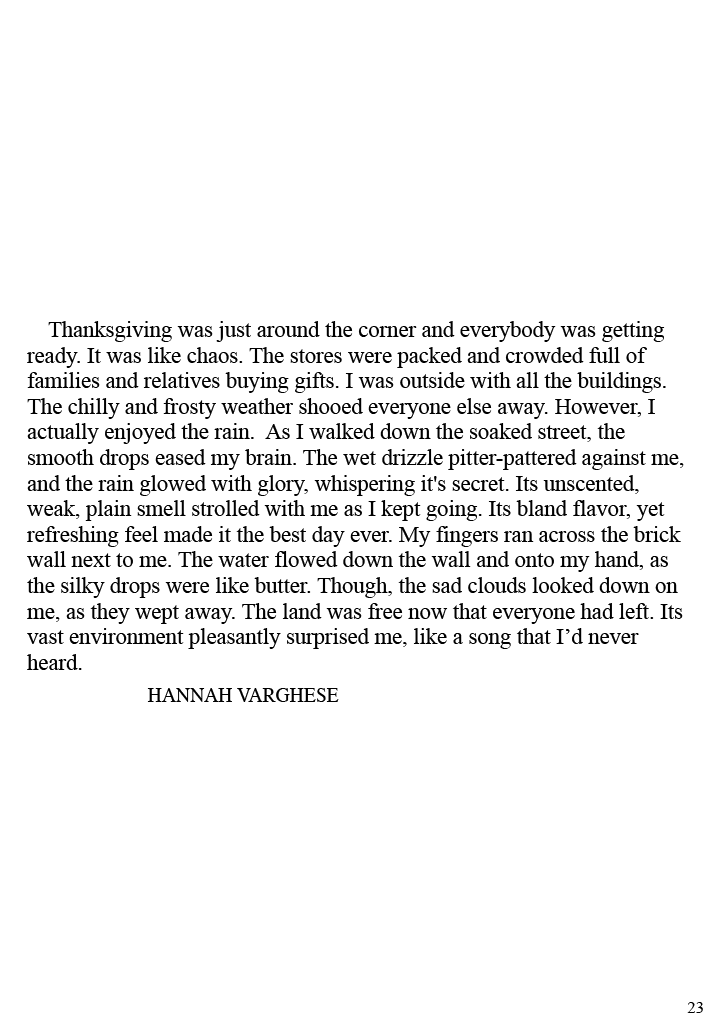 Thanksgiving was just around the corner and everybody was getting
ready. It was like chaos. The stores were packed and crowded full of
families and relatives buying gifts. I was outside with all the buildings.
The chilly and frosty weather shooed everyone else away. However, I
actually enjoyed the rain.  As I walked down the soaked street, the
smooth drops eased my brain. The wet drizzle pitter-pattered against me,
and the rain glowed with glory, whispering it's secret. Its unscented,
weak, plain smell strolled with me as I kept going. Its bland flavor, yet
refreshing feel made it the best day ever. My fingers ran across the brick
wall next to me. The water flowed down the wall and onto my hand, as
the silky drops were like butter. Though, the sad clouds looked down on
me, as they wept away. The land was free now that everyone had left. Its
vast environment pleasantly surprised me, like a song that I’d never
heard.
HANNAH VARGHESE
23